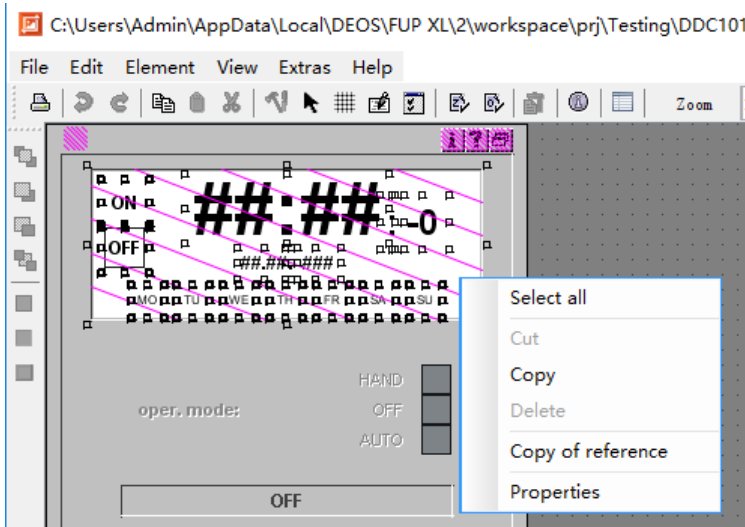 C:\Users\Admin\AppData\Local\DEOS\FUP XL\2\workspace\prj\Testing\DDC101
File Edit Element View Extras Help
Zoom
i ?
ON
##:##:-0
OFF
##.##.###
MO TU WE TH FR SA SU
Select all
Cut
Copy
Delete
Copy of reference
Properties
HAND
oper. mode: OFF
AUTO
OFF